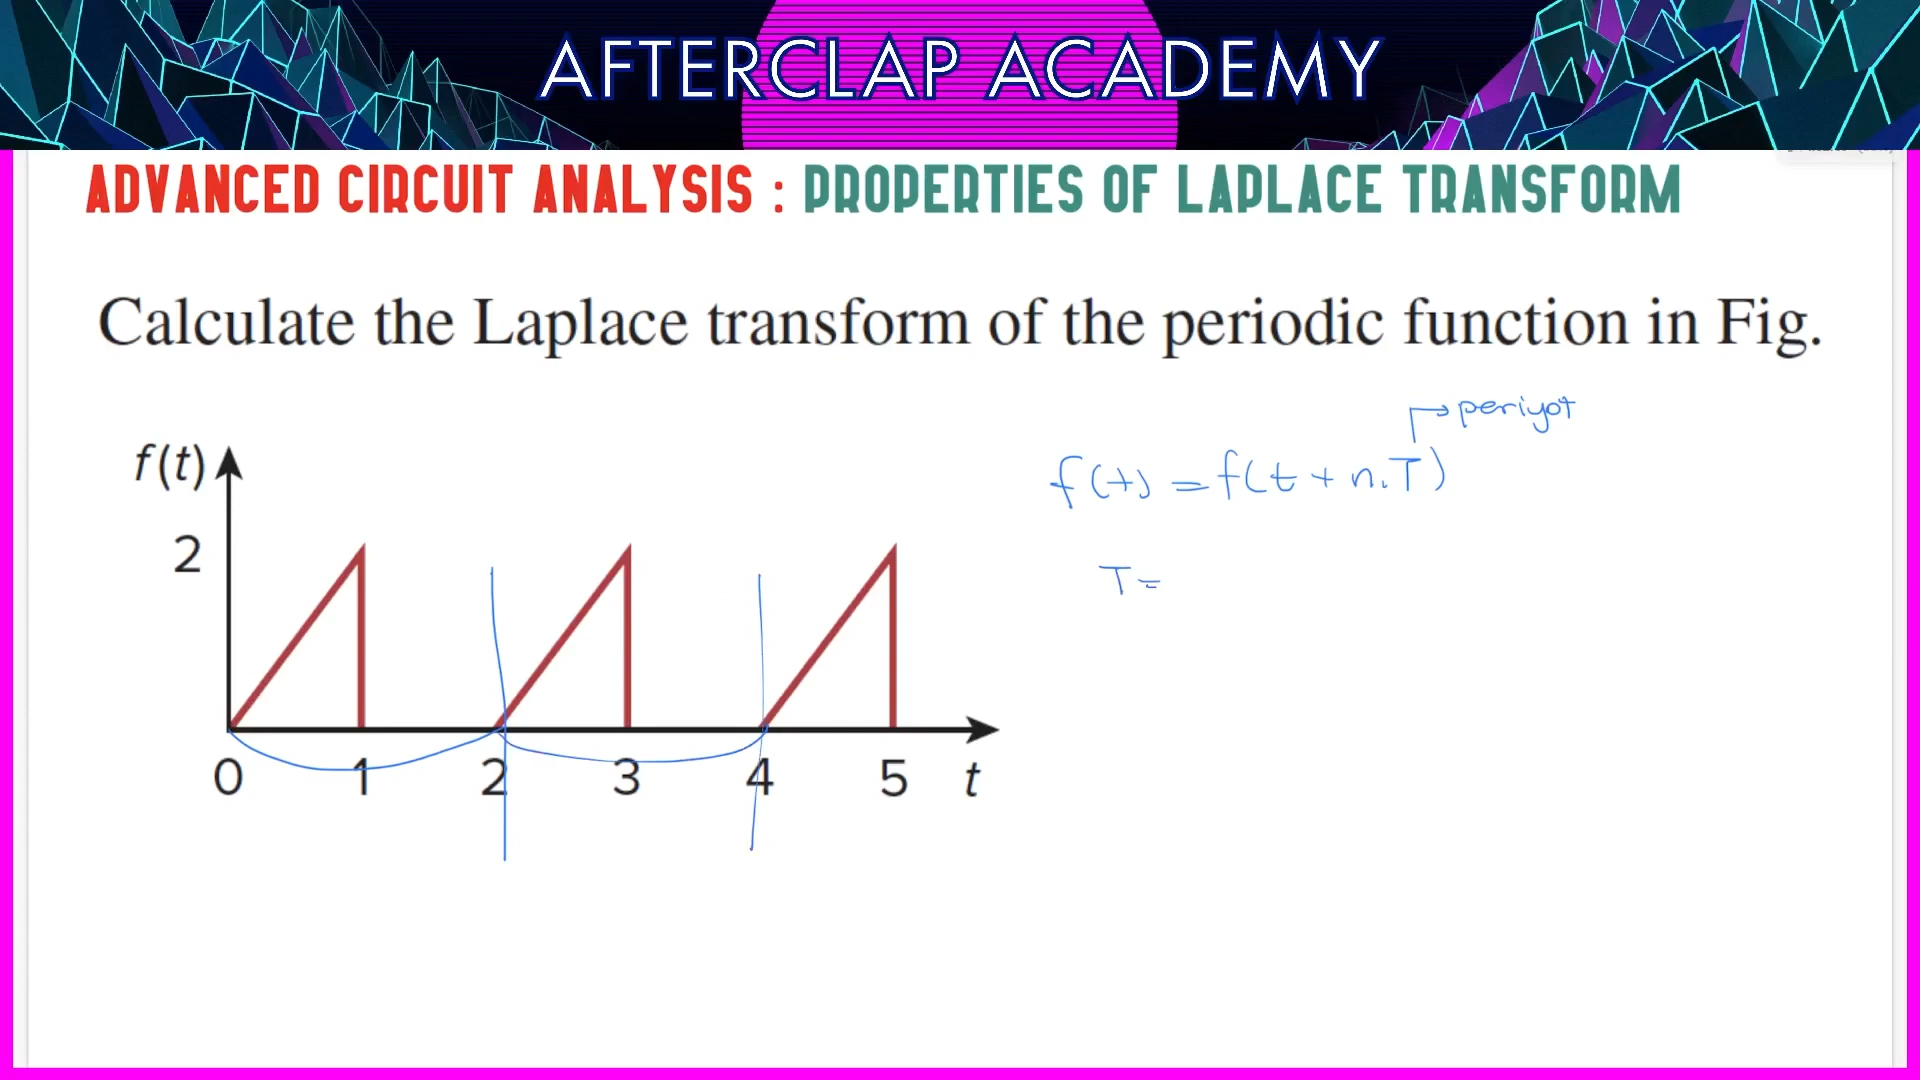 AFTERCLAP ACADEMY
ADVANCED CIRCUIT ANALYSIS : PROPERTIES OF LAPLACE TRANSFORM
Calculate the Laplace transform of the periodic function in Fig.
periyot
f(t) = f(t + n.T)
T =
f(t)
2
0 1 2 3 4 5 t